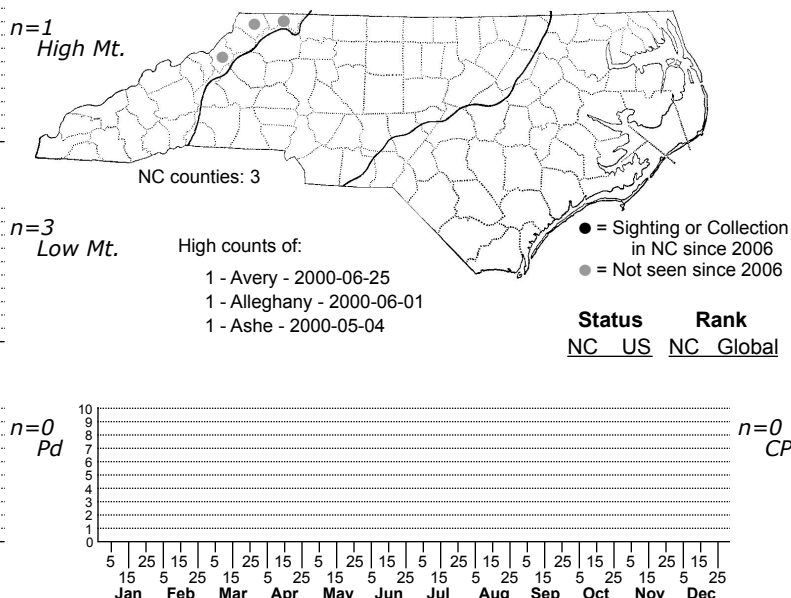 n=1
High Mt.
NC counties: 3
n=3
Low Mt.
High counts of:
1 - Avery - 2000-06-25
1 - Alleghany - 2000-06-01
1 - Ashe - 2000-05-04
● = Sighting or Collection
in NC since 2006
● = Not seen since 2006
Status Rank
NC US NC Global
n=0
Pd
n=0
CP
10
9
8
7
6
5
4
3
2
1
0
5 25 15 5 25 15 5 25 15 5 25 15 5 25 15 5 25 15
15 5 25 15 5 25 15 5 25 15 5 25 15 5 25 15 5 25
Jan Feb Mar Apr May Jun Jul Aug Sep Oct Nov Dec